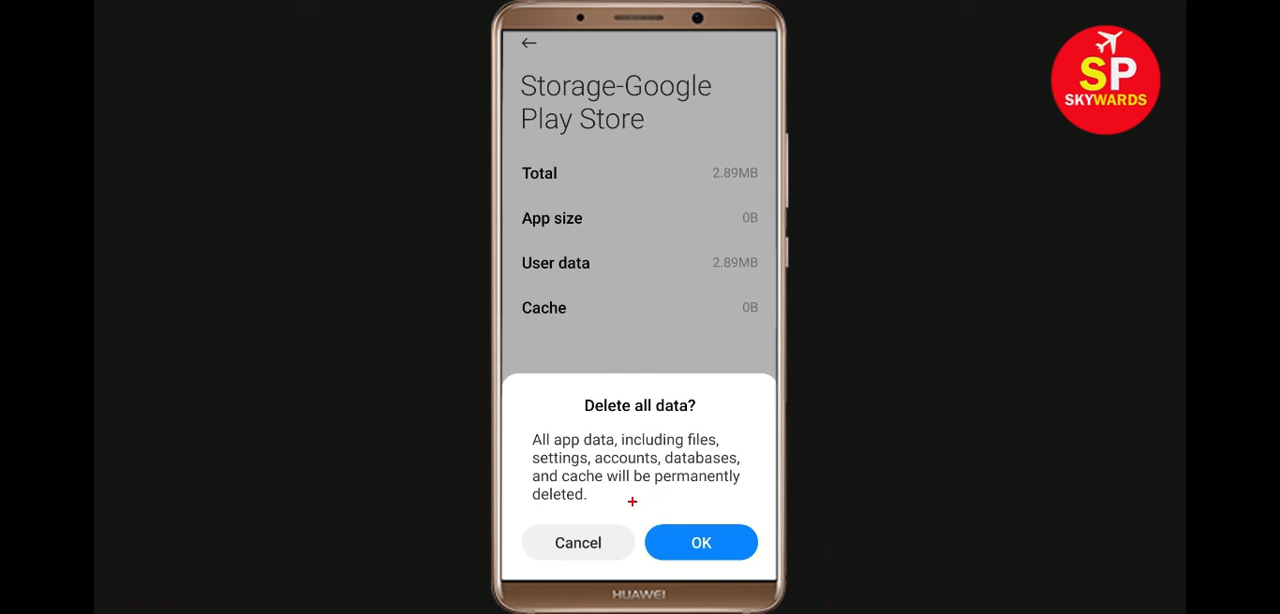 SP
SKYWARDS
Storage-Google
Play Store
Total 2.89MB
App size 0B
User data 2.89MB
Cache 0B
Delete all data?
All app data, including files,
settings, accounts, databases,
and cache will be permanently
deleted.
Cancel OK
HUAWEI